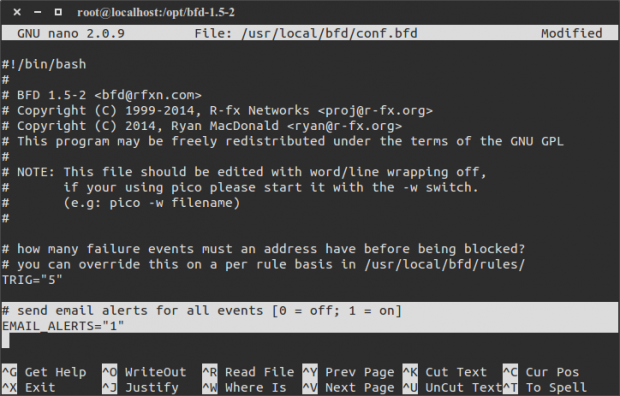 root@localhost:/opt/bfd-1.5-2
GNU nano 2.0.9 File: /usr/local/bfd/conf.bfd Modified
#!/bin/bash
#
# BFD 1.5-2 <bfd@rfxn.com>
# Copyright (C) 1999-2014, R-fx Networks <proj@r-fx.org>
# Copyright (C) 2014, Ryan MacDonald <ryan@r-fx.org>
# This program may be freely redistributed under the terms of the GNU GPL
#
# NOTE: This file should be edited with word/line wrapping off,
#       if your using pico please start it with the -w switch.
#       (e.g: pico -w filename)
#
# how many failure events must an address have before being blocked?
# you can override this on a per rule basis in /usr/local/bfd/rules/
TRIG="5"
# send email alerts for all events [0 = off; 1 = on]
EMAIL_ALERTS="1"
^G Get Help ^O WriteOut ^R Read File ^Y Prev Page ^K Cut Text ^C Cur Pos
^X Exit ^J Justify ^W Where Is ^V Next Page ^U UnCut Text ^T To Spell